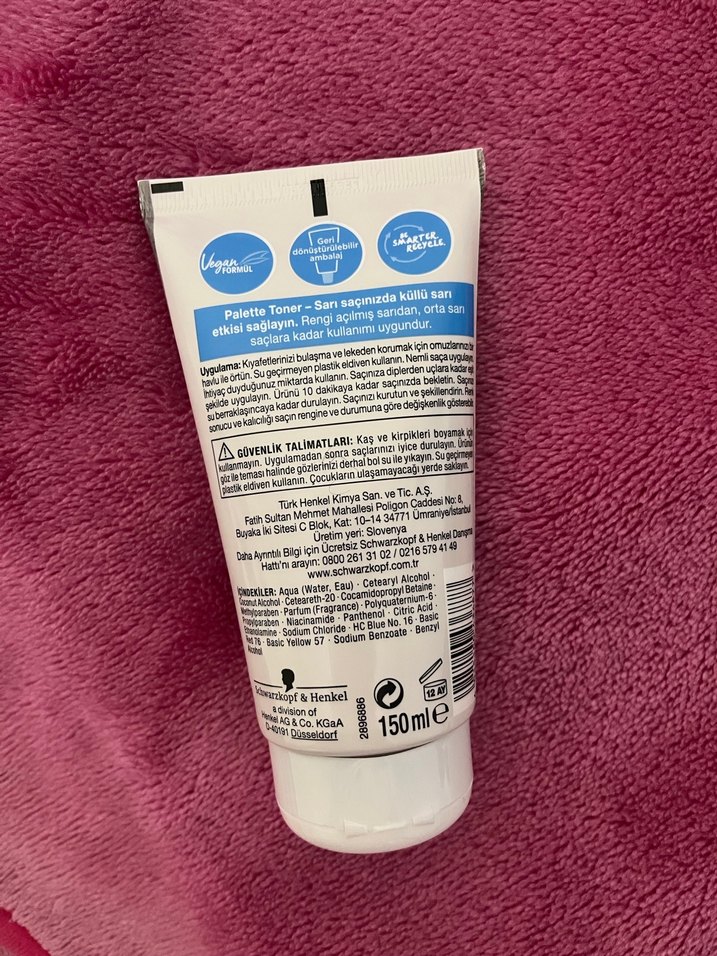 Vegan
FORMÜL
Geri
dönüştürülebilir
ambalaj
BE
SMARTER.
RECYCLE.
Palette Toner – Sarı saçınızda küllü sarı
etkisi sağlayın. Rengi açılmış sarıdan, orta sarı
saçlara kadar kullanımı uygundur.
Uygulama: Kıyafetlerinizi bulaşma ve lekeden korumak için omuzlarınızı bir
havlu ile örtün. Su geçirmeyen plastik eldiven kullanın. Nemli saça uygulayın.
İhtiyaç duyduğunuz miktarda kullanın. Saçınıza diplerden uçlara kadar eşit
şekilde uygulayın. Ürünü 10 dakikaya kadar saçınızda bekletin. Saçınızı
su berraklaşıncaya kadar durulayın. Saçınızı kurutun ve şekillendirin. Renk
sonucu ve kalıcılığı saçın rengine ve durumuna göre değişkenlik gösterebilir.
GÜVENLİK TALİMATLARI: Kaş ve kirpikleri boyamak için
kullanmayın. Uygulamadan sonra saçlarınızı iyice durulayın. Ürünün
göz ile teması halinde gözlerinizi derhal bol su ile yıkayın. Su geçirmeyen
plastik eldiven kullanın. Çocukların ulaşamayacağı yerde saklayın.
Türk Henkel Kimya San. ve Tic. A.Ş.
Fatih Sultan Mehmet Mahallesi Poligon Caddesi No: 8,
Buyaka İki Sitesi C Blok, Kat: 10–14 34771 Ümraniye/İstanbul
Üretim yeri: Slovenya
Daha Ayrıntılı Bilgi için Ücretsiz Schwarzkopf & Henkel Danışma
Hattı'nı arayın: 0800 261 31 02 / 0216 579 41 49
www.schwarzkopf.com.tr
İÇİNDEKİLER: Aqua (Water, Eau) · Cetearyl Alcohol ·
Coconut Alcohol · Ceteareth-20 · Cocamidopropyl Betaine ·
Methylparaben · Parfum (Fragrance) · Polyquaternium-6 ·
Propylparaben · Niacinamide · Panthenol · Citric Acid ·
Ethanolamine · Sodium Chloride · HC Blue No. 16 · Basic
Red 76 · Basic Yellow 57 · Sodium Benzoate · Benzyl
Alcohol
Schwarzkopf & Henkel
a division of
Henkel AG & Co. KGaA
D-40191 Düsseldorf
2896886
12 AY
150 ml e